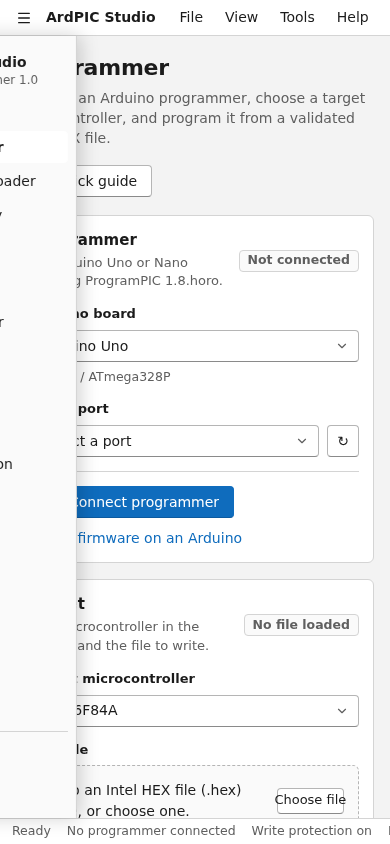 ☰ ArdPIC Studio File View Tools Help
udio
ner 1.0
r
oader
y
r
on
rammer
an Arduino programmer, choose a target
ntroller, and program it from a validated
X file.
ck guide
rammer
uino Uno or Nano
g ProgramPIC 1.8.horo.
Not connected
no board
ino Uno
/ ATmega328P
port
ct a port
↻
Connect programmer
firmware on an Arduino
t
crocontroller in the
and the file to write.
No file loaded
t microcontroller
6F84A
le
o an Intel HEX file (.hex)
, or choose one.
Choose file
Ready No programmer connected Write protection on